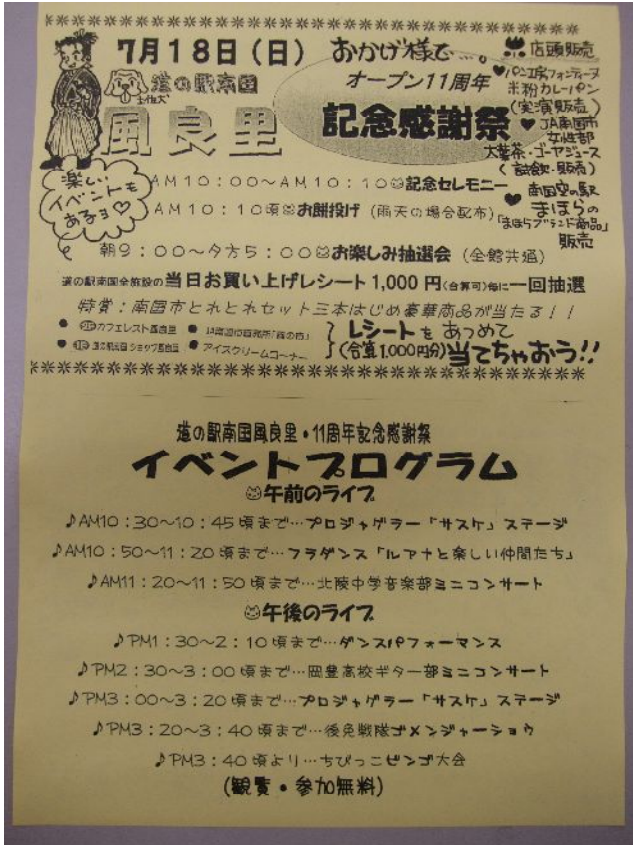 7月18日(日) おかげ様で…。
道の駅南国
土佐犬
風良里
オープン11周年
記念感謝祭
店頭販売
♥パン工房フォンティーヌ
米粉カレーパン
(実演販売)
♥JA南国市
女性部
大葉茶・ゴーヤジュース
(試飲・販売)
♥南国空の駅
まほらの
「まほらブランド商品」
販売
楽しい
イベントも
あるョ♡
AM10:00~AM10:10記念セレモニー
AM10:10頃お餅投げ (雨天の場合配布)
朝9:00~夕方5:00お楽しみ抽選会 (全館共通)
道の駅南国全施設の当日お買い上げレシート1,000円(合算可)毎に一回抽選
特賞:南国市とれとれセット三本はじめ豪華商品が当たる!!
● 2Fカフェレスト風良里
● 1F 道の駅南国 ショップ風良里
● アイスクリームコーナー
レシートをあつめて
(合算1,000円分)当てちゃおう!!
道の駅南国風良里・11周年記念感謝祭
イベントプログラム
午前のライブ
♪AM10:30~10:45頃まで…プロジャグラー「サスケ」ステージ
♪AM10:50~11:20頃まで…フラダンス「ルアナと楽しい仲間たち」
♪AM11:20~11:50頃まで…北陵中学音楽部ミニコンサート
午後のライブ
♪PM1:30~2:10頃まで…ダンスパフォーマンス
♪PM2:30~3:00頃まで…岡豊高校ギター部ミニコンサート
♪PM3:00~3:20頃まで…プロジャグラー「サスケ」ステージ
♪PM3:20~3:40頃まで…後免戦隊ゴメンジャーショウ
♪PM3:40頃より…ちびっこビンゴ大会
(観覧・参加無料)